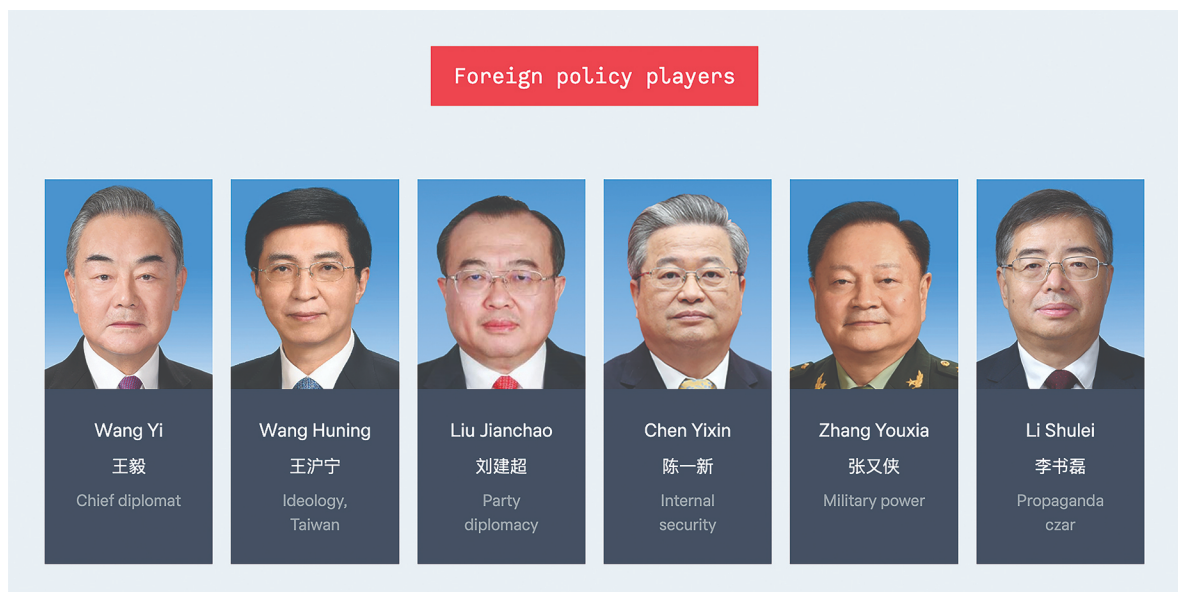 Foreign policy players
Wang Yi
王毅
Chief diplomat
Wang Huning
王沪宁
Ideology,
Taiwan
Liu Jianchao
刘建超
Party
diplomacy
Chen Yixin
陈一新
Internal
security
Zhang Youxia
张又侠
Military power
Li Shulei
李书磊
Propaganda
czar